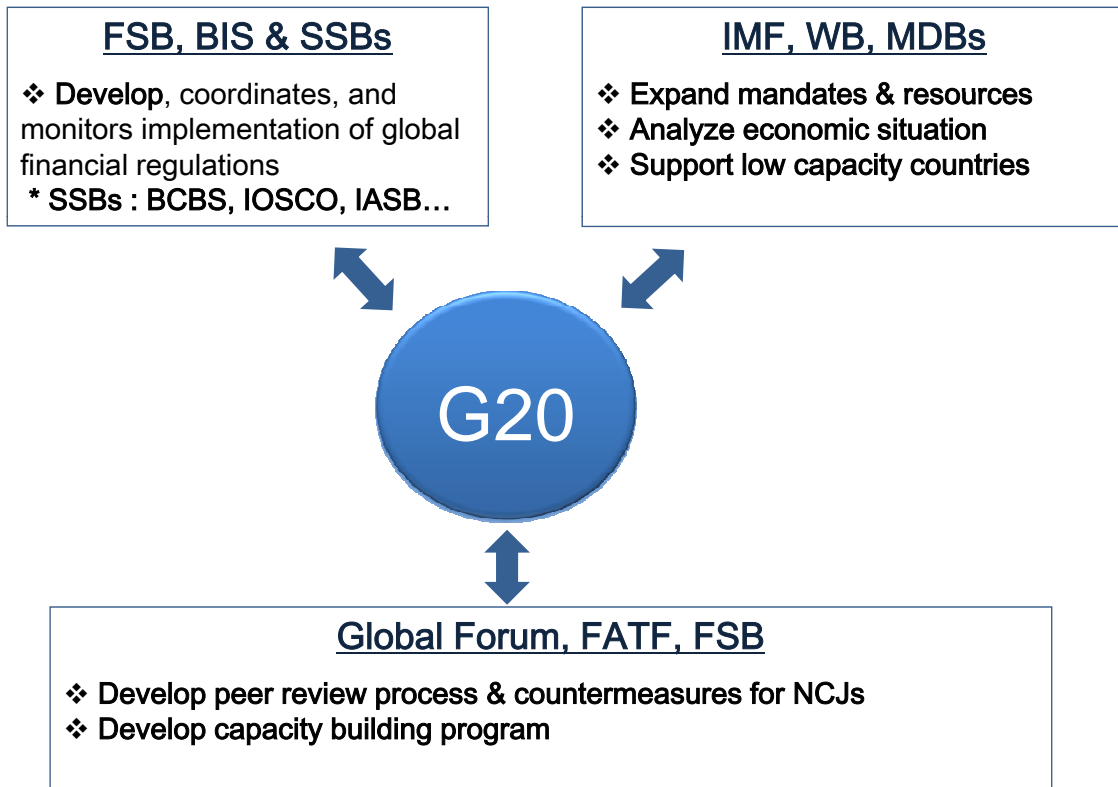 FSB, BIS & SSBs
❖ Develop, coordinates, and
monitors implementation of global
financial regulations
* SSBs : BCBS, IOSCO, IASB…
IMF, WB, MDBs
❖ Expand mandates & resources
❖ Analyze economic situation
❖ Support low capacity countries
G20
Global Forum, FATF, FSB
❖ Develop peer review process & countermeasures for NCJs
❖ Develop capacity building program